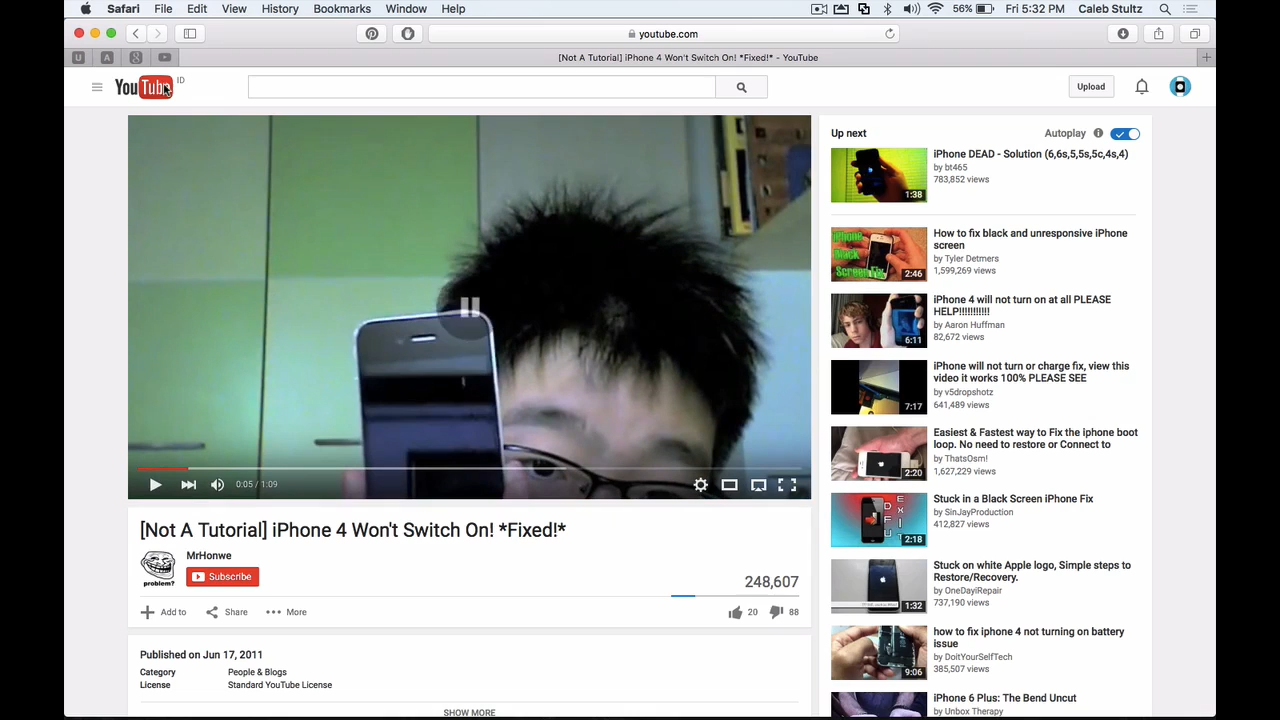 Safari File Edit View History Bookmarks Window Help 56% Fri 5:32 PM Caleb Stultz
youtube.com
U A 8
[Not A Tutorial] iPhone 4 Won't Switch On! *Fixed!* - YouTube
YouTube ID
Upload
Up next Autoplay
iPhone DEAD - Solution (6,6s,5,5s,5c,4s,4)
by bt465
783,852 views
1:38
How to fix black and unresponsive iPhone
screen
by Tyler Detmers
1,599,269 views
iPhone
Black
Screen Fix
2:46
iPhone 4 will not turn on at all PLEASE
HELP!!!!!!!!!!!
by Aaron Huffman
82,672 views
6:11
iPhone will not turn or charge fix, view this
video it works 100% PLEASE SEE
by v5dropshotz
641,489 views
7:17
Easiest & Fastest way to Fix the iphone boot
loop. No need to restore or Connect to
by ThatsOsm!
1,627,229 views
2:20
Stuck in a Black Screen iPhone Fix
by SinJayProduction
412,827 views
DFU
EXIT
2:18
Stuck on white Apple logo, Simple steps to
Restore/Recovery.
by OneDayiRepair
737,190 views
1:32
how to fix iphone 4 not turning on battery
issue
by DoitYourSelfTech
385,507 views
9:06
iPhone 6 Plus: The Bend Uncut
by Unbox Therapy
0:05 / 1:09
[Not A Tutorial] iPhone 4 Won't Switch On! *Fixed!*
problem?
MrHonwe
Subscribe
248,607
Add to Share More
20 88
Published on Jun 17, 2011
Category People & Blogs
License Standard YouTube License
SHOW MORE